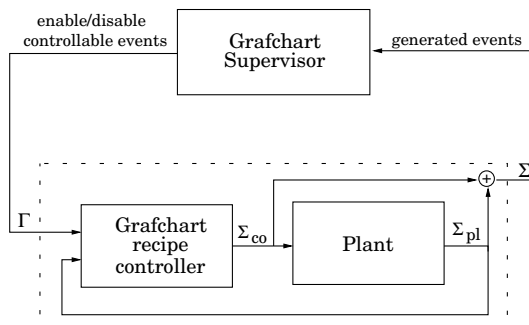 enable/disable
controllable events
Grafchart
Supervisor
generated events
Σ
Γ
Grafchart
recipe
controller
Σco
Plant
Σpl
+